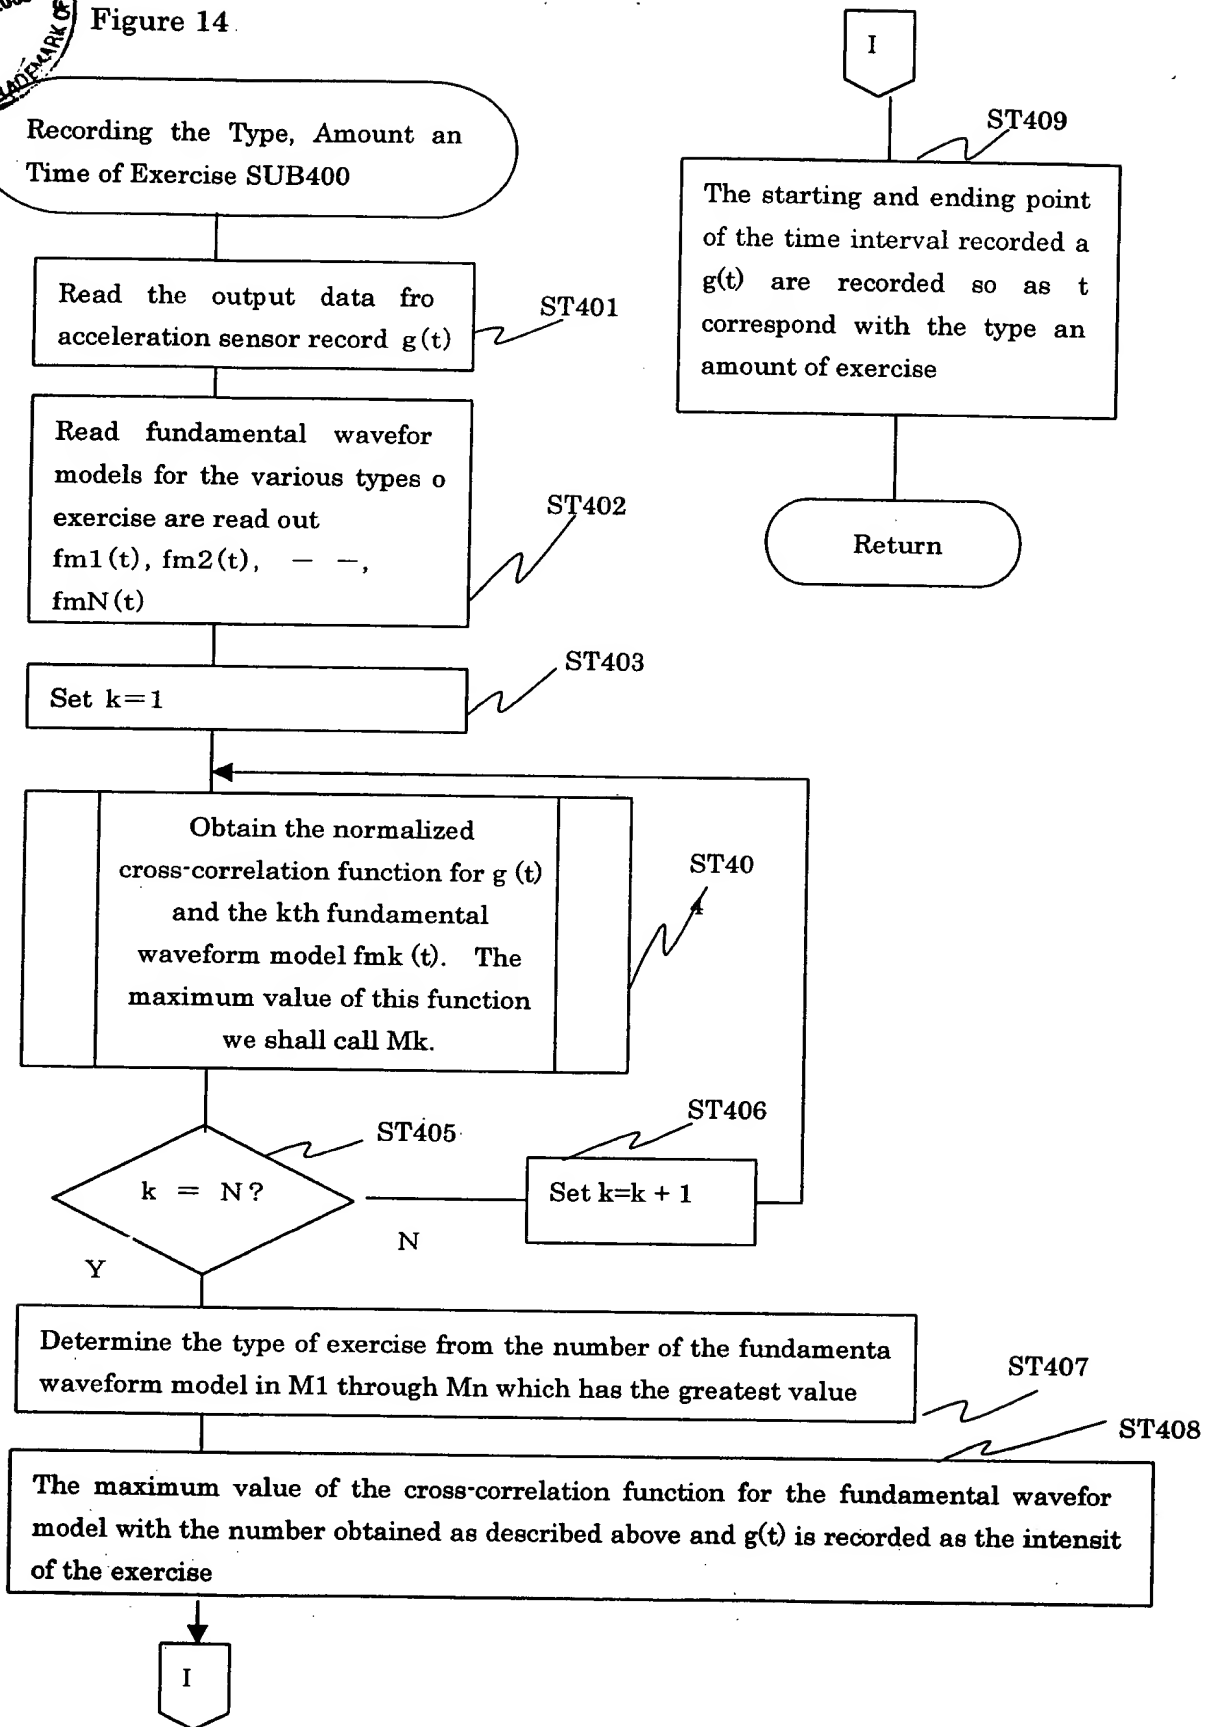 Figure 14
Recording the Type, Amount an
Time of Exercise SUB400
Read the output data fro
acceleration sensor record g(t)
ST401
Read fundamental wavefor
models for the various types o
exercise are read out
fm1(t), fm2(t), － －,
fmN(t)
ST402
Set k=1
ST403
Obtain the normalized
cross-correlation function for g (t)
and the kth fundamental
waveform model fmk (t). The
maximum value of this function
we shall call Mk.
ST40
4
k = N?
ST405
Y
N
Set k=k + 1
ST406
Determine the type of exercise from the number of the fundamenta
waveform model in M1 through Mn which has the greatest value
ST407
The maximum value of the cross-correlation function for the fundamental wavefor
model with the number obtained as described above and g(t) is recorded as the intensit
of the exercise
ST408
I
I
ST409
The starting and ending point
of the time interval recorded a
g(t) are recorded so as t
correspond with the type an
amount of exercise
Return